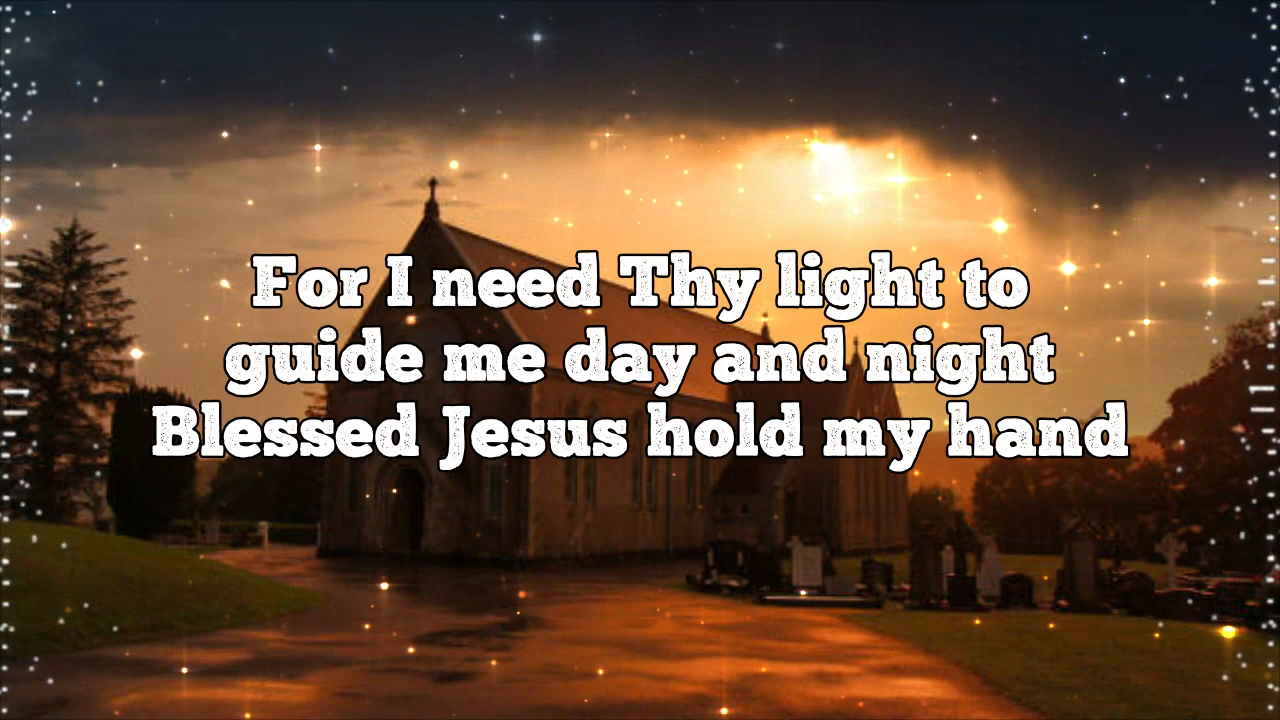 For I need Thy light to
guide me day and night
Blessed Jesus hold my hand